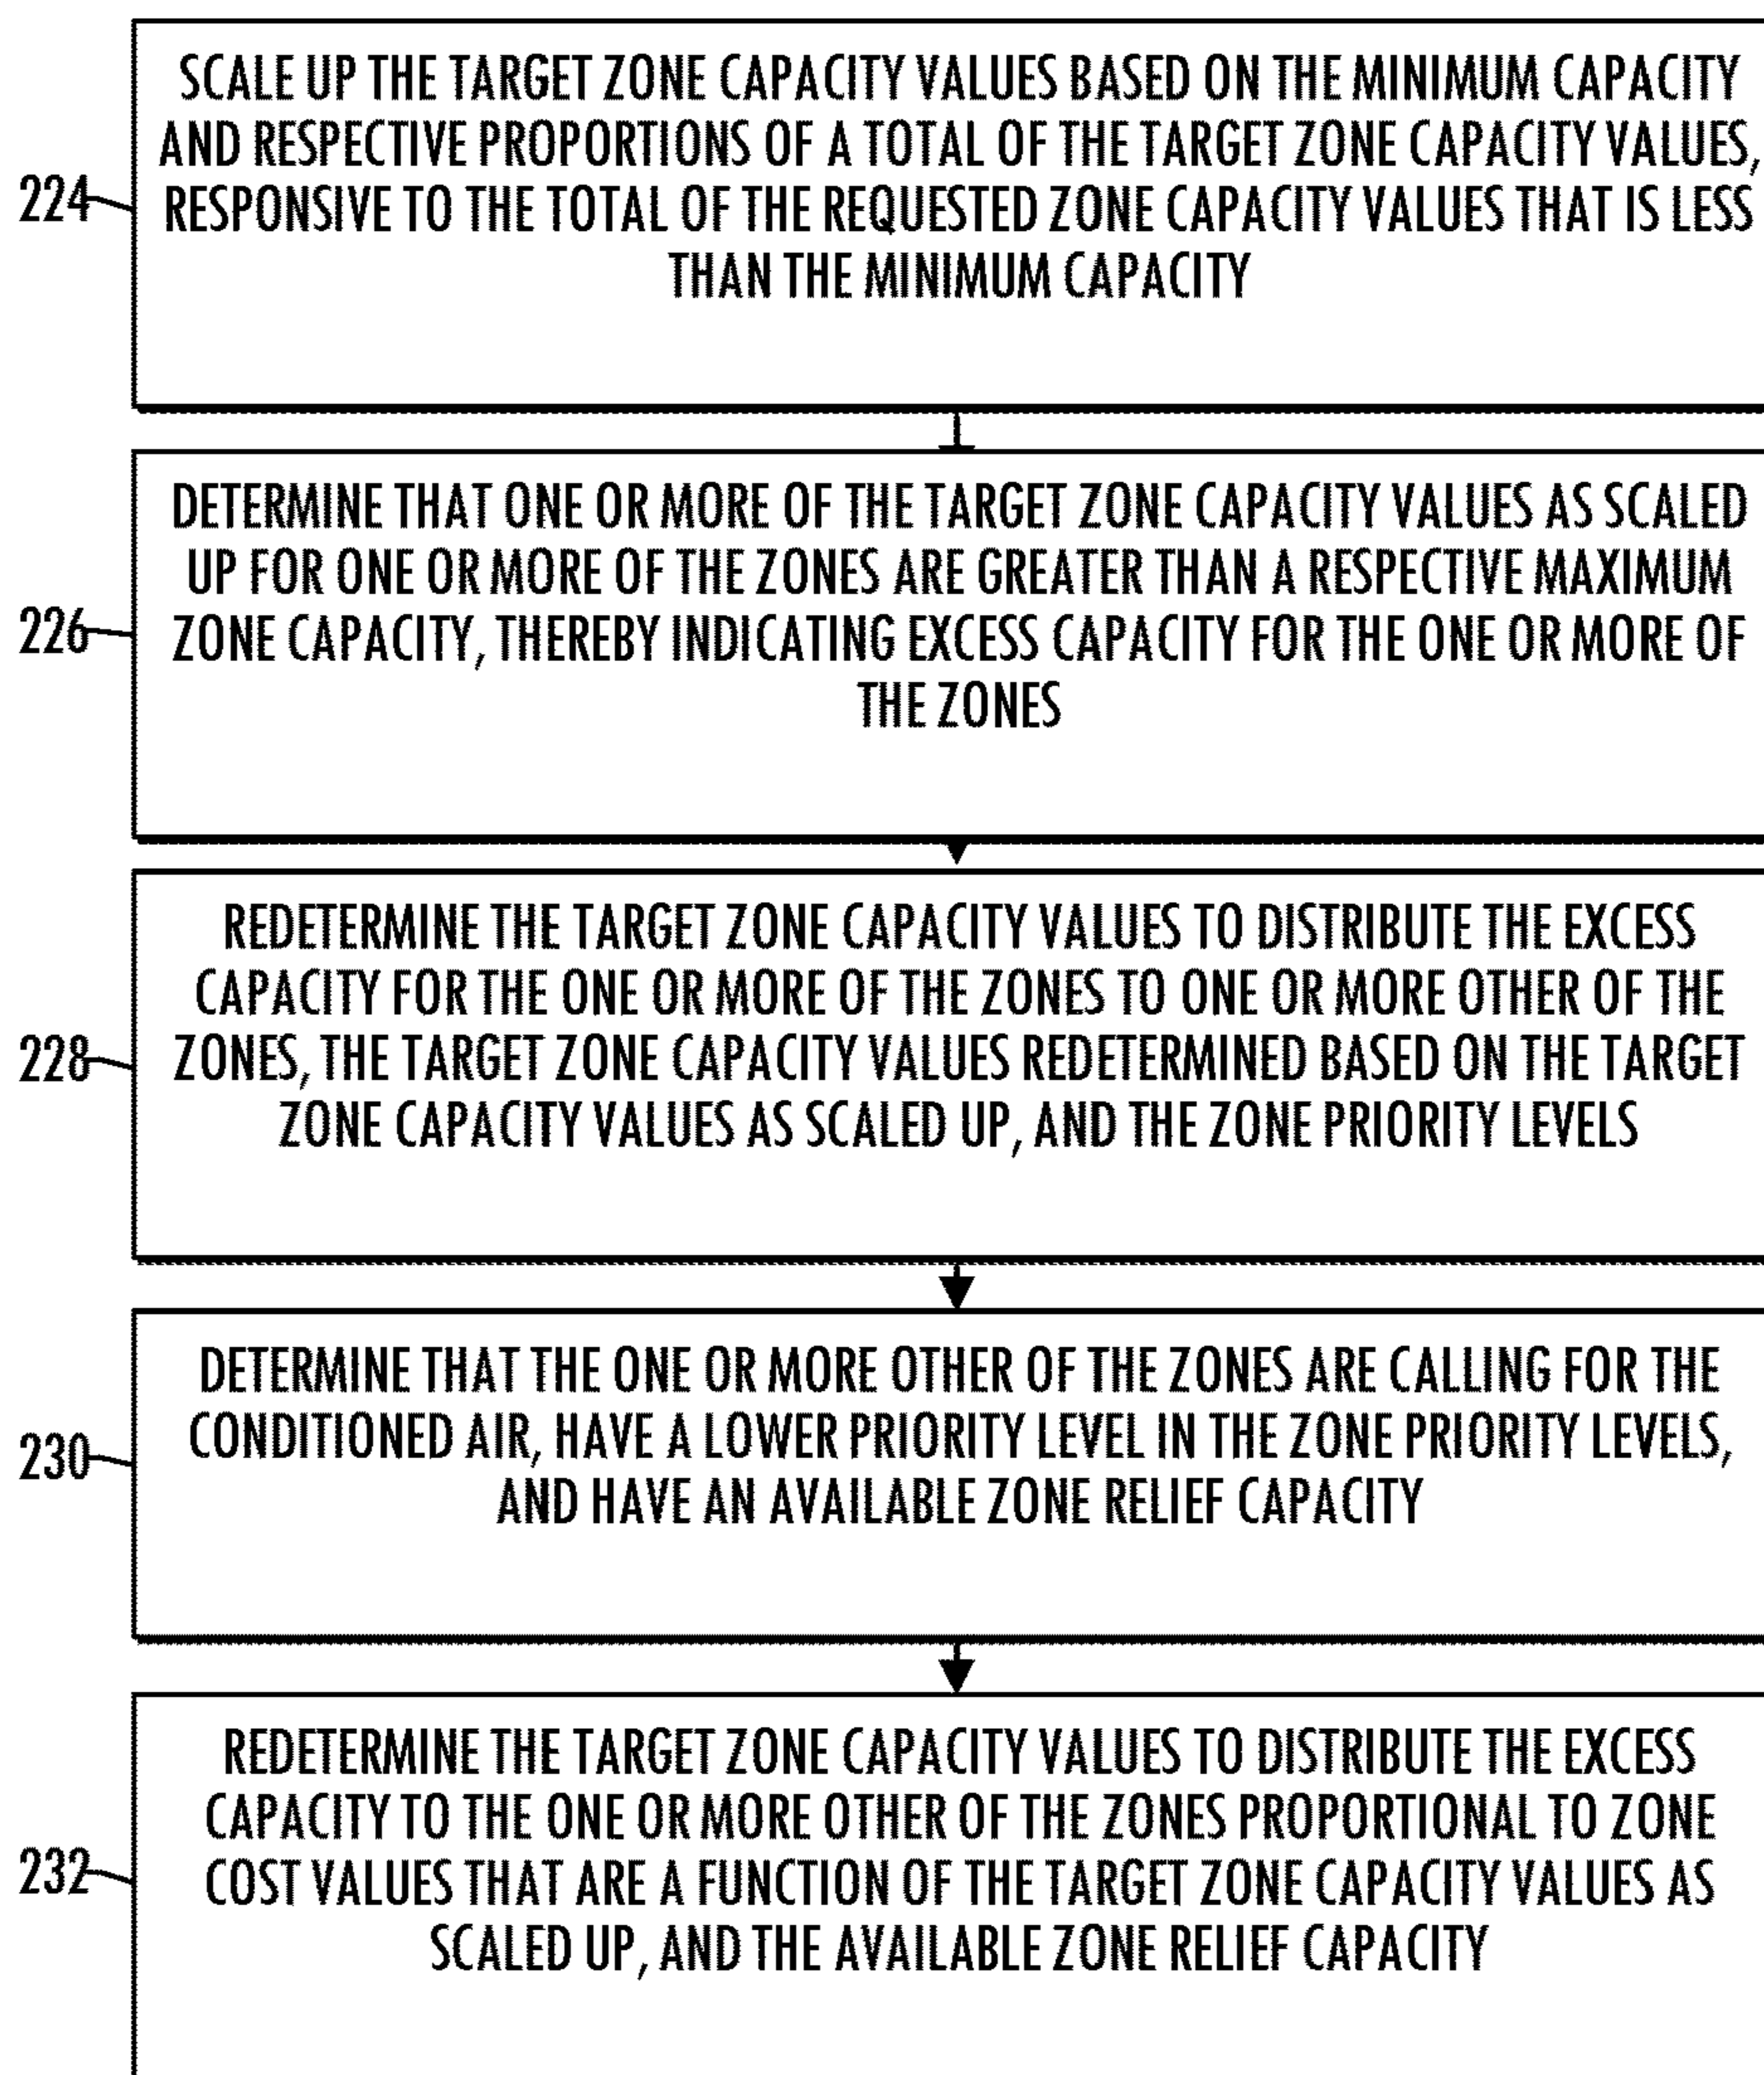 SCALE UP THE TARGET ZONE CAPACITY VALUES BASED ON THE MINIMUM CAPACITY
AND RESPECTIVE PROPORTIONS OF A TOTAL OF THE TARGET ZONE CAPACITY VALUES,
224
RESPONSIVE TO THE TOTAL OF THE REQUESTED ZONE CAPACITY VALUES THAT IS LESS
THAN THE MINIMUM CAPACITY
DETERMINE THAT ONE OR MORE OF THE TARGET ZONE CAPACITY VALUES AS SCALED
UP FOR ONE OR MORE OF THE ZONES ARE GREATER THAN A RESPECTIVE MAXIMUM
226
ZONE CAPACITY, THEREBY INDICATING EXCESS CAPACITY FOR THE ONE OR MORE OF
THE ZONES
REDETERMINE THE TARGET ZONE CAPACITY VALUES TO DISTRIBUTE THE EXCESS
CAPACITY FOR THE ONE OR MORE OF THE ZONES TO ONE OR MORE OTHER OF THE
228
ZONES, THE TARGET ZONE CAPACITY VALUES REDETERMINED BASED ON THE TARGET
ZONE CAPACITY VALUES AS SCALED UP, AND THE ZONE PRIORITY LEVELS
DETERMINE THAT THE ONE OR MORE OTHER OF THE ZONES ARE CALLING FOR THE
CONDITIONED AIR, HAVE A LOWER PRIORITY LEVEL IN THE ZONE PRIORITY LEVELS,
230
AND HAVE AN AVAILABLE ZONE RELIEF CAPACITY
REDETERMINE THE TARGET ZONE CAPACITY VALUES TO DISTRIBUTE THE EXCESS
CAPACITY TO THE ONE OR MORE OTHER OF THE ZONES PROPORTIONAL TO ZONE
232
COST VALUES THAT ARE A FUNCTION OF THE TARGET ZONE CAPACITY VALUES AS
SCALED UP, AND THE AVAILABLE ZONE RELIEF CAPACITY